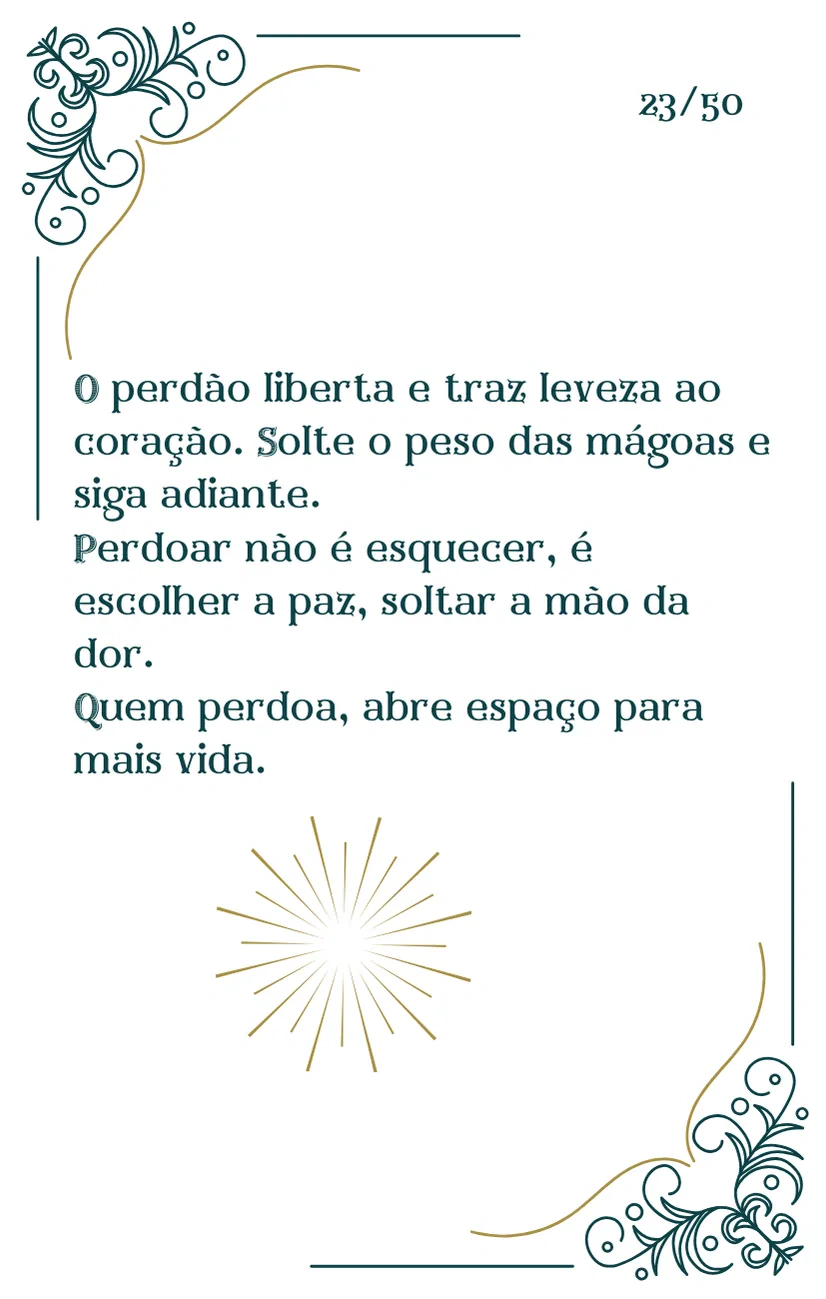 23/50
O perdão liberta e traz leveza ao
coração. Solte o peso das mágoas e
siga adiante.
Perdoar não é esquecer, é
escolher a paz, soltar a mão da
dor.
Quem perdoa, abre espaço para
mais vida.